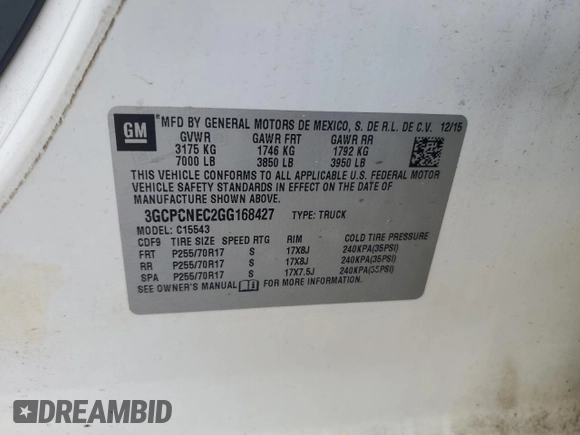 GM ® MFD BY GENERAL MOTORS DE MEXICO, S. DE R.L. DE C.V. 12/15
GVWR GAWR FRT GAWR RR
3175 KG 1746 KG 1792 KG
7000 LB 3850 LB 3950 LB
THIS VEHICLE CONFORMS TO ALL APPLICABLE U.S. FEDERAL MOTOR
VEHICLE SAFETY STANDARDS IN EFFECT ON THE DATE OF
MANUFACTURE SHOWN ABOVE.
3GCPCNEC2GG168427 TYPE: TRUCK
MODEL: C15543
CDF9 TIRE SIZE SPEED RTG RIM COLD TIRE PRESSURE
FRT P255/70R17 S 17X8J 240KPA(35PSI)
RR P255/70R17 S 17X8J 240KPA(35PSI)
SPA P255/70R17 S 17X7.5J 240KPA(35PSI)
SEE OWNER'S MANUAL FOR MORE INFORMATION.
DREAMBID